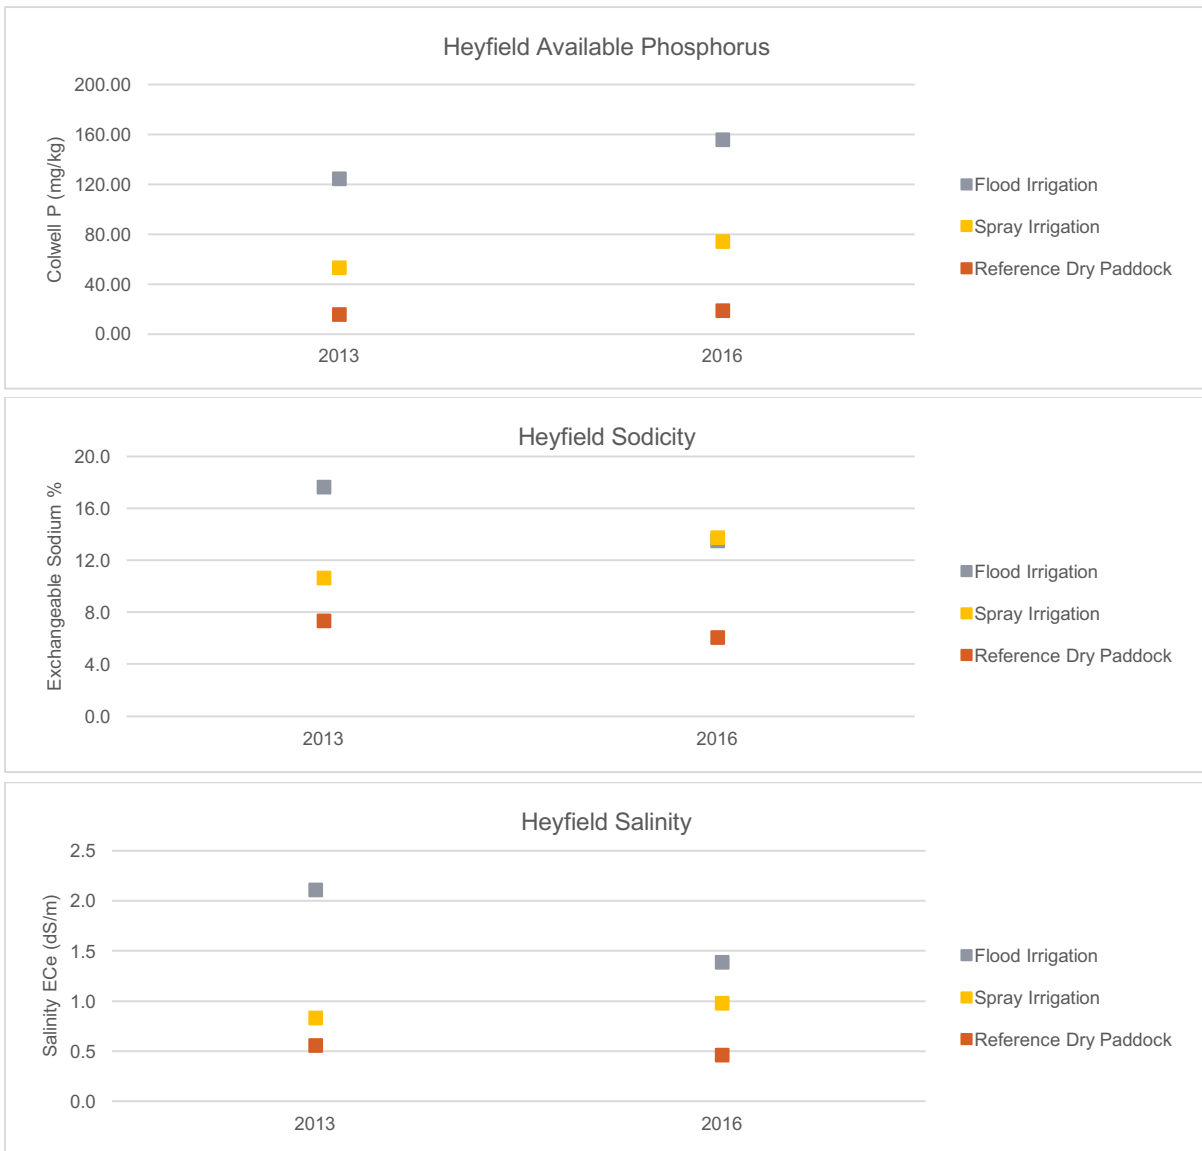 Heyfield Available Phosphorus
Colwell P (mg/kg)
200.00
160.00
120.00
80.00
40.00
0.00
2013
2016
Flood Irrigation
Spray Irrigation
Reference Dry Paddock
Heyfield Sodicity
Exchangeable Sodium %
20.0
16.0
12.0
8.0
4.0
0.0
2013
2016
Flood Irrigation
Spray Irrigation
Reference Dry Paddock
Heyfield Salinity
Salinity ECe (dS/m)
2.5
2.0
1.5
1.0
0.5
0.0
2013
2016
Flood Irrigation
Spray Irrigation
Reference Dry Paddock